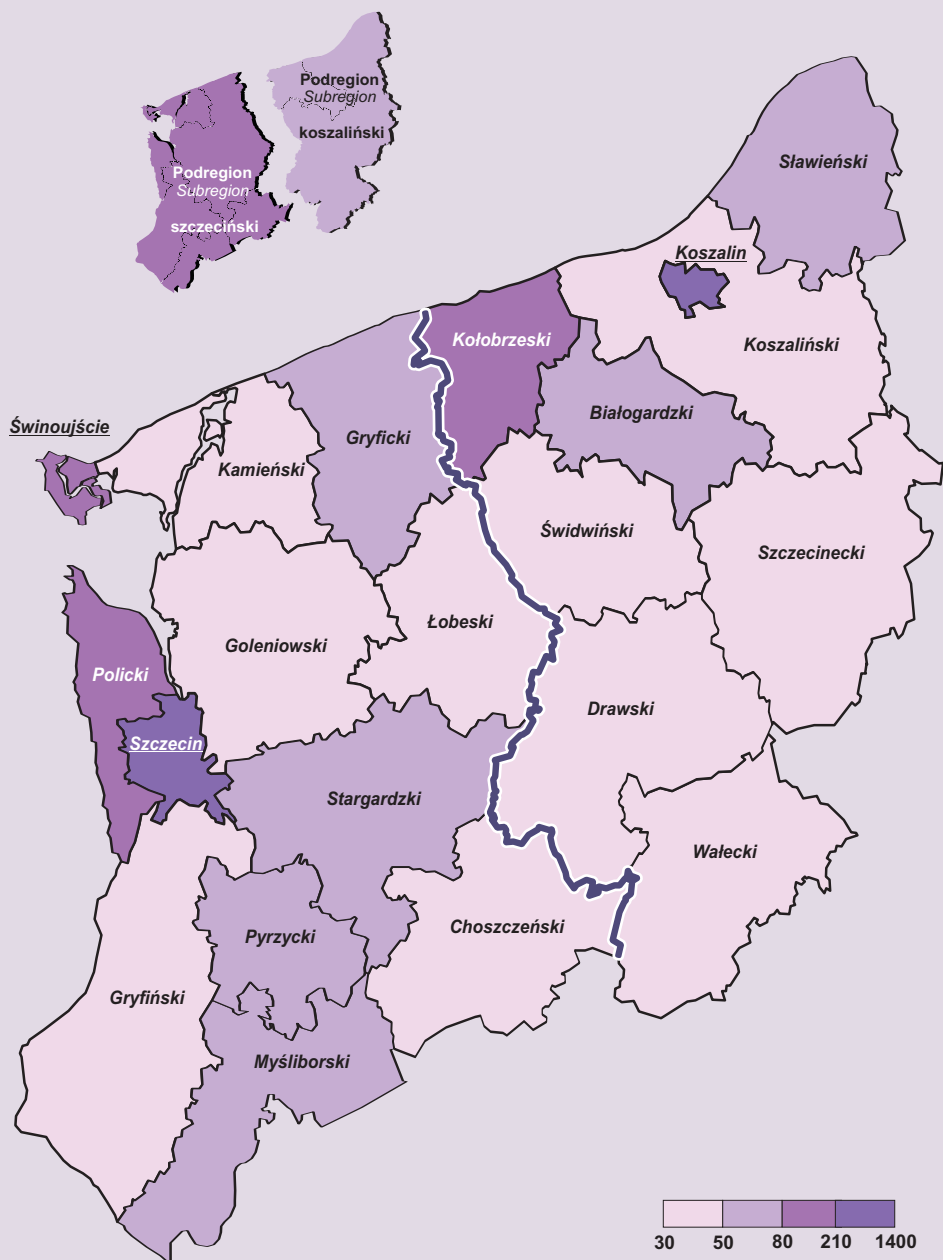 Podregion
Subregion
koszaliński
Podregion
Subregion
szczeciński
Sławieński
Koszalin
Kołobrzeski
Koszaliński
Białogardzki
Świnoujście
Gryficki
Kamieński
Świdwiński
Szczecinecki
Łobeski
Goleniowski
Policki
Drawski
Szczecin
Stargardzki
Wałecki
Choszczeński
Pyrzycki
Gryfiński
Myśliborski
30 50 80 210 1400